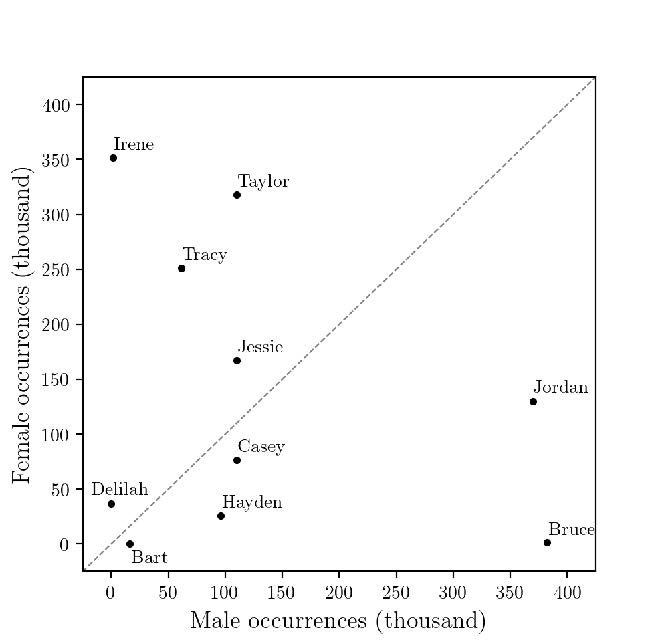 400
350
300
250
200
150
100
50
0
Female occurrences (thousand)
Irene
Taylor
Tracy
Jessie
Jordan
Casey
Delilah
Hayden
Bruce
Bart
0 50 100 150 200 250 300 350 400
Male occurrences (thousand)